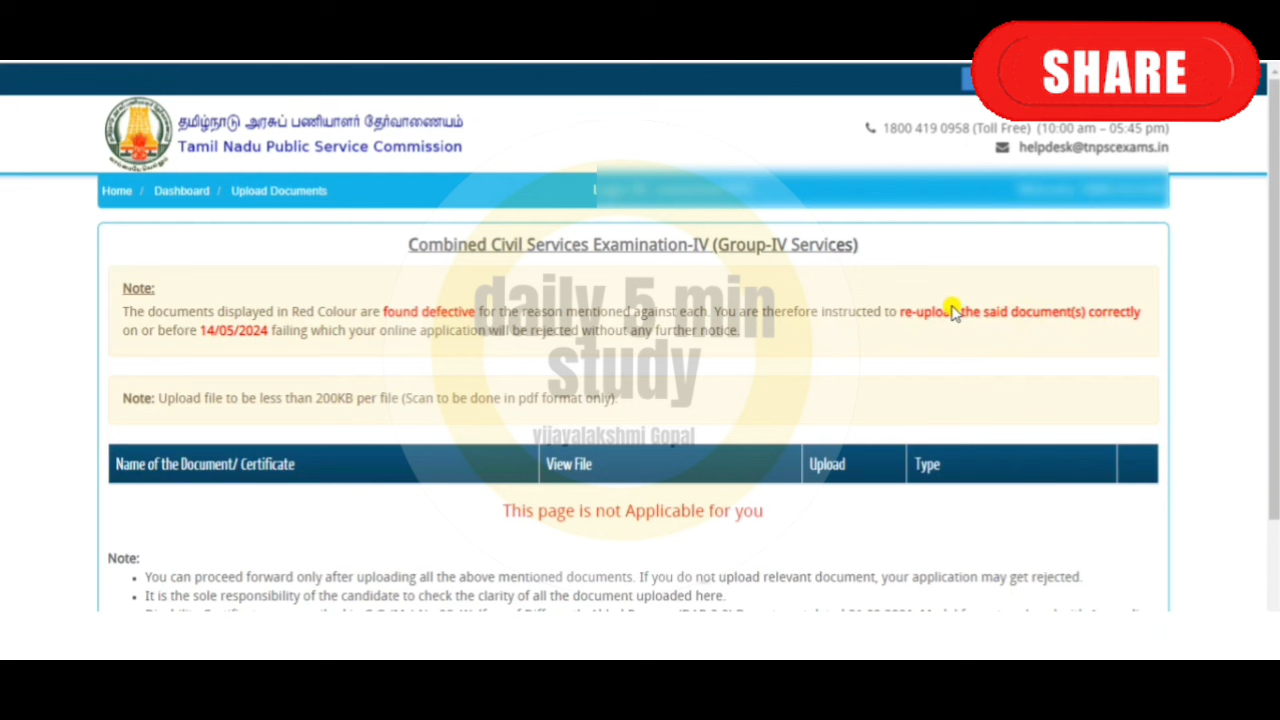 SHARE
தமிழ்நாடு அரசுப் பணியாளர் தேர்வாணையம்
Tamil Nadu Public Service Commission
1800 419 0958 (Toll Free) (10:00 am – 05:45 pm)
helpdesk@tnpscexams.in
Home / Dashboard / Upload Documents
Combined Civil Services Examination-IV (Group-IV Services)
Note:
The documents displayed in Red Colour are found defective for the reason mentioned against each. You are therefore instructed to re-upload the said document(s) correctly
on or before 14/05/2024 failing which your online application will be rejected without any further notice.
daily 5 min
study
vijayalakshmi Gopal
Note: Upload file to be less than 200KB per file (Scan to be done in pdf format only).
Name of the Document/ Certificate View File Upload Type
This page is not Applicable for you
Note:
• You can proceed forward only after uploading all the above mentioned documents. If you do not upload relevant document, your application may get rejected.
• It is the sole responsibility of the candidate to check the clarity of all the document uploaded here.